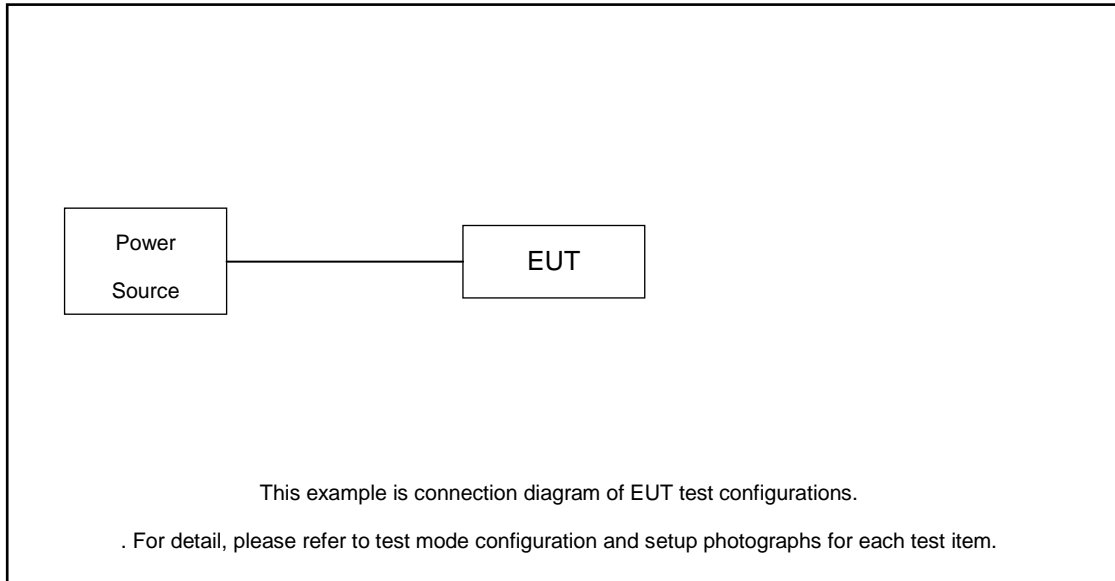 Power
Source
EUT
This example is connection diagram of EUT test configurations.
. For detail, please refer to test mode configuration and setup photographs for each test item.